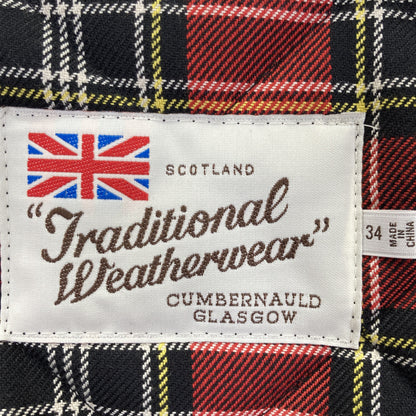 SCOTLAND
"Traditional
Weatherwear"
CUMBERNAULD
GLASGOW
34
MADE
IN
CHINA